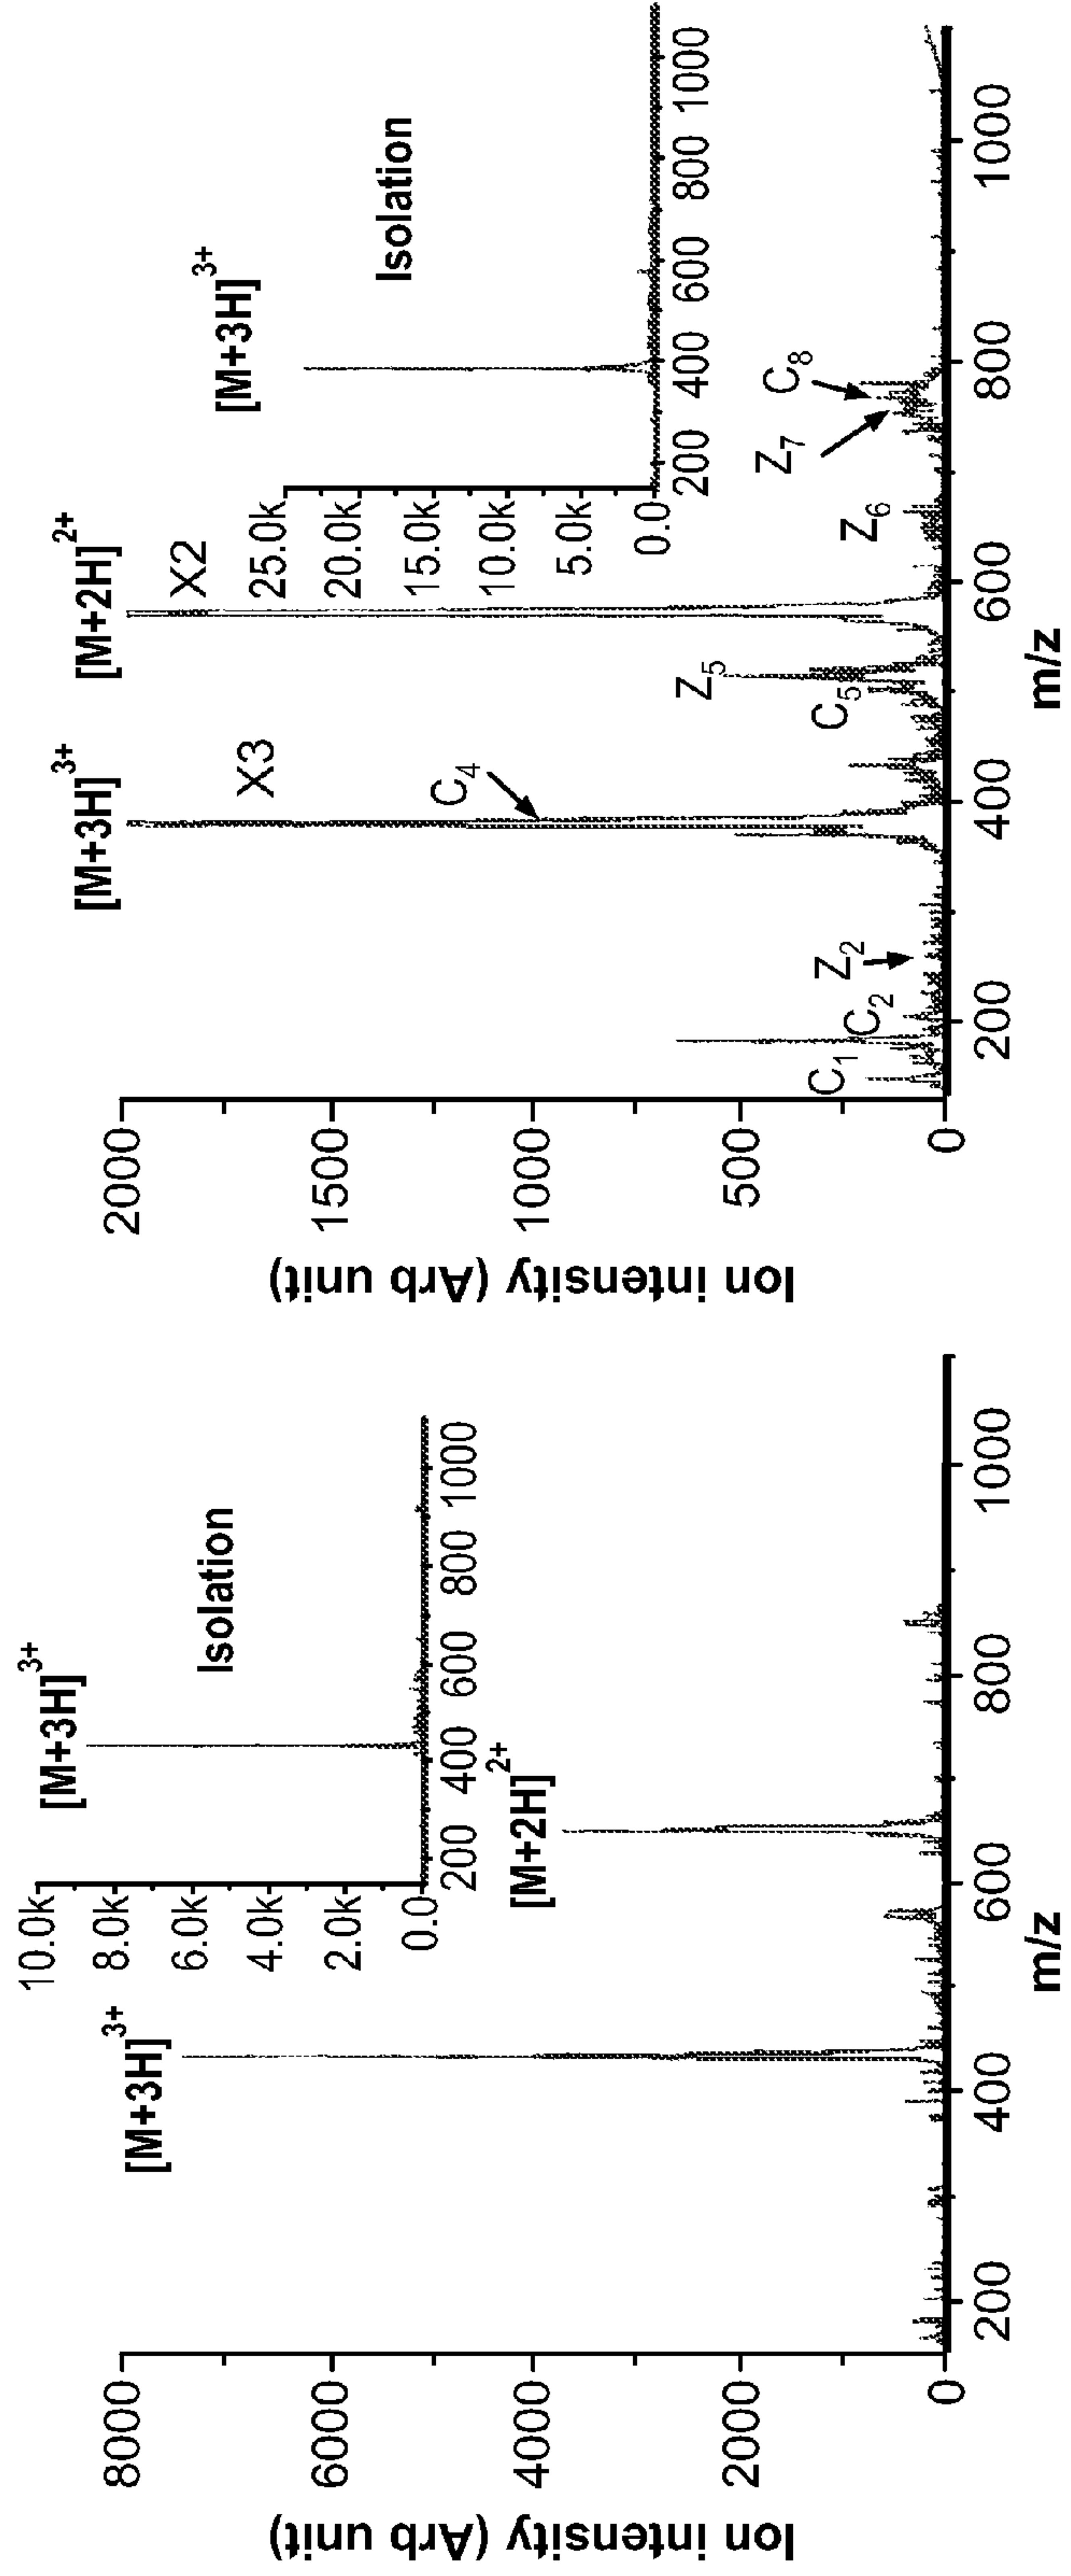 [M+3H]3+
10.0k
8.0k
6.0k
4.0k
2.0k
0.0
[M+3H]3+
Isolation
200 400 600 800 1000
[M+2H]2+
8000
6000
4000
2000
0
Ion intensity (Arb unit)
200 400 600 800 1000
m/z
[M+3H]3+
X3
[M+2H]2+
X2
25.0k
20.0k
15.0k
10.0k
5.0k
0.0
[M+3H]3+
Isolation
200 400 600 800 1000
2000
1500
1000
500
0
Ion intensity (Arb unit)
C1
C2
Z2
C4
C5
Z5
Z6
Z7
C8
200 400 600 800 1000
m/z